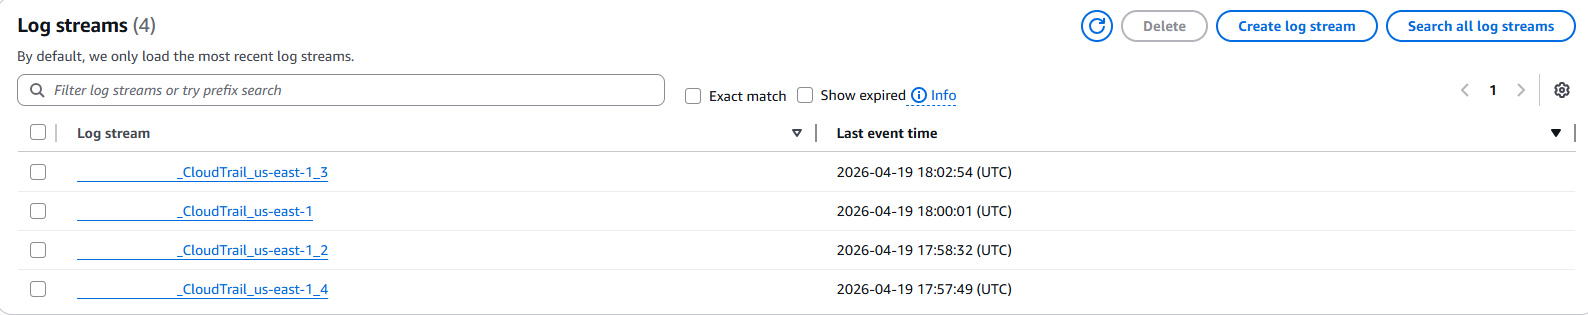 Log streams (4)
Delete
Create log stream
Search all log streams
By default, we only load the most recent log streams.
Filter log streams or try prefix search
Exact match
Show expired
Info
1
Log stream
Last event time
_CloudTrail_us-east-1_3
2026-04-19 18:02:54 (UTC)
_CloudTrail_us-east-1
2026-04-19 18:00:01 (UTC)
_CloudTrail_us-east-1_2
2026-04-19 17:58:32 (UTC)
_CloudTrail_us-east-1_4
2026-04-19 17:57:49 (UTC)